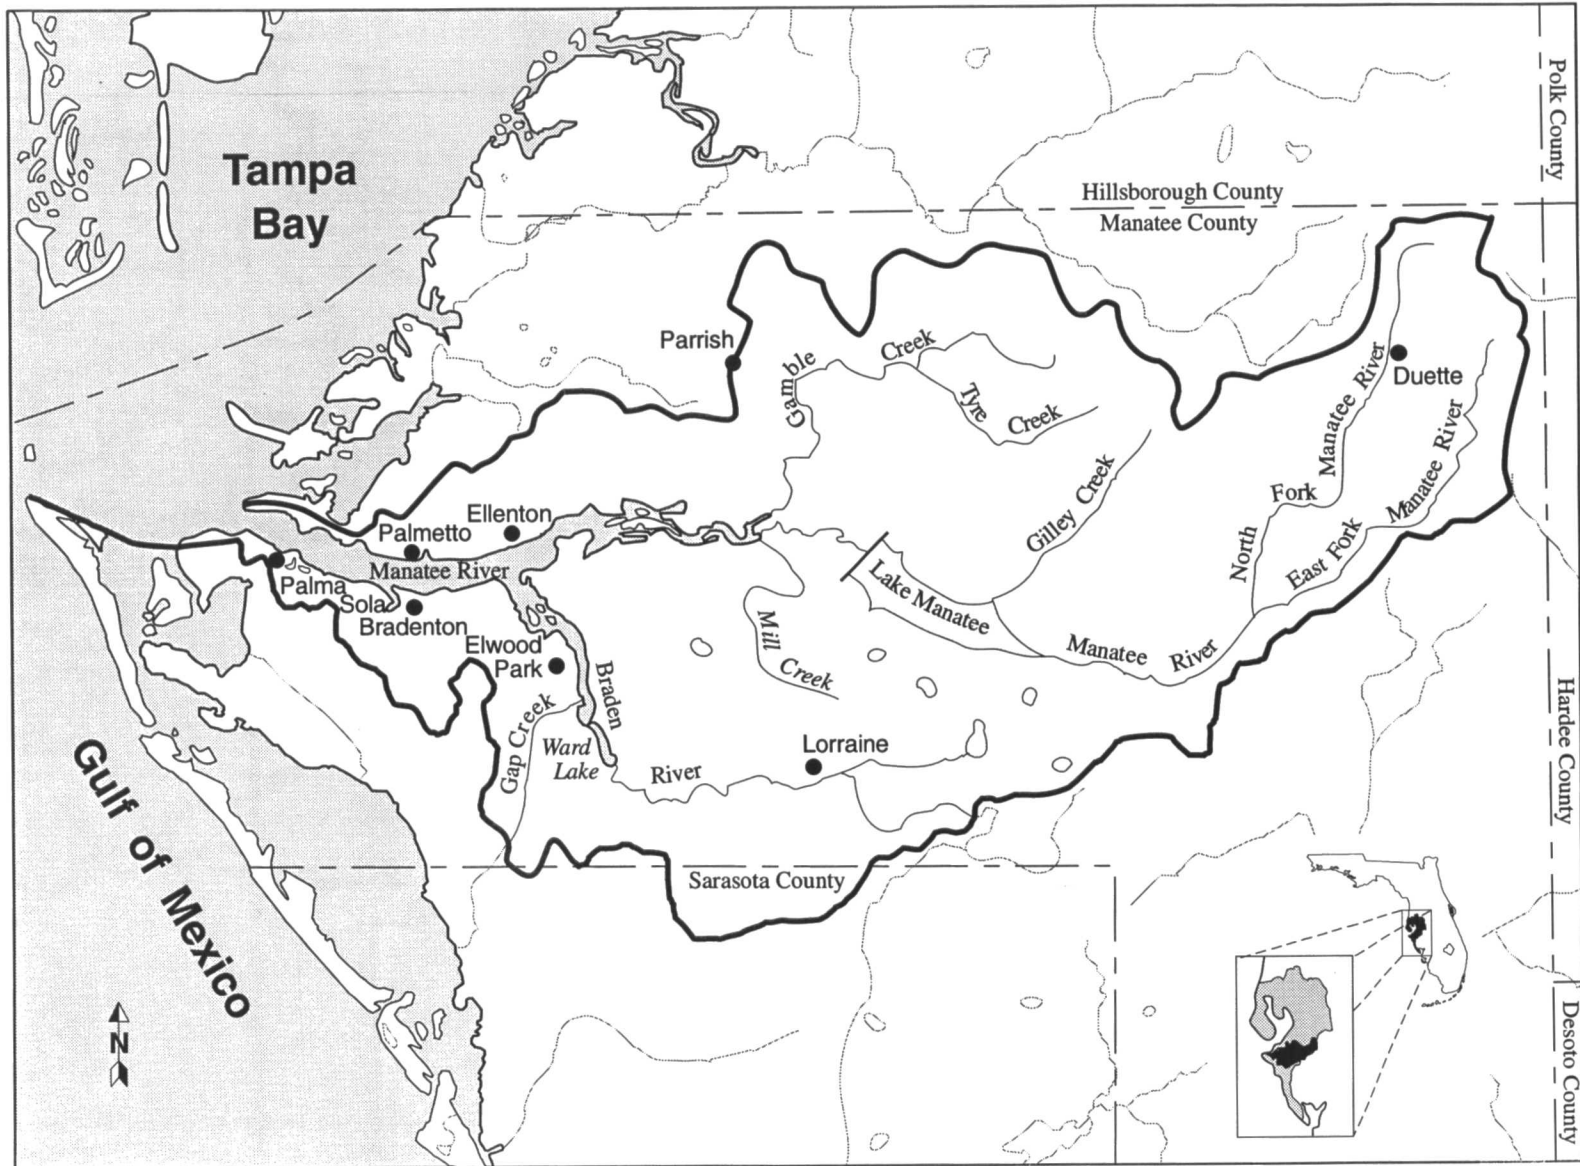 Polk County
Tampa
Bay
Hillsborough County
Manatee County
Parrish
Gamble
Creek
Tyre
Creek
Manatee River
Duette
Manatee River
Gilley Creek
Fork
North
East Fork
Ellenton
Palmetto
Manatee River
Palma
Sola
Bradenton
Elwood
Park
Lake Manatee
Mill
Creek
Manatee
River
Braden
Gap Creek
Ward
Lake
River
Lorraine
Hardee County
Gulf of Mexico
Sarasota County
N
Desoto County